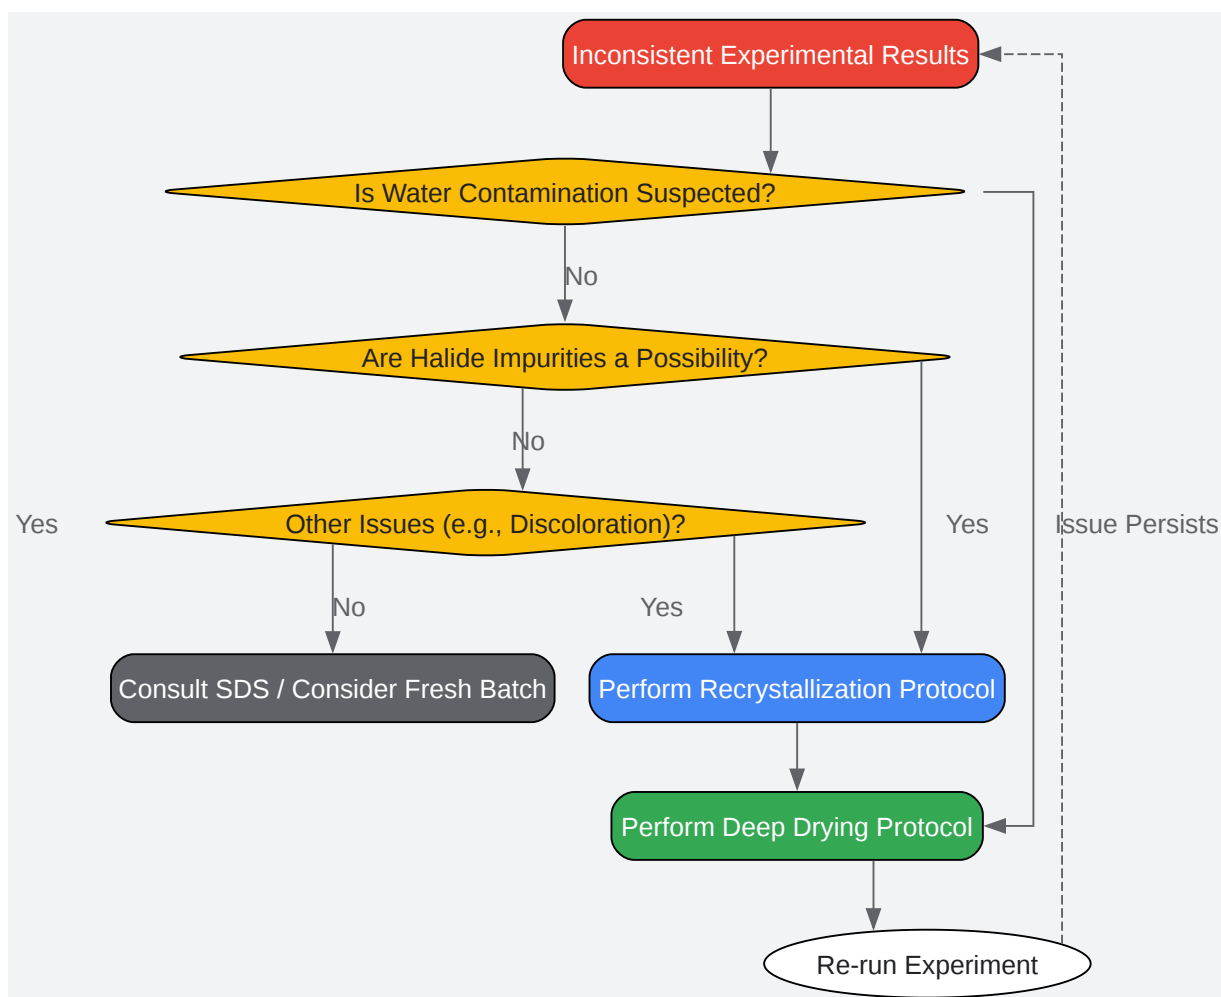 Inconsistent Experimental Results
Is Water Contamination Suspected?
No
Are Halide Impurities a Possibility?
No
Yes
Other Issues (e.g., Discoloration)?
Yes
Issue Persists
No
Yes
Consult SDS / Consider Fresh Batch
Perform Recrystallization Protocol
Perform Deep Drying Protocol
Re-run Experiment